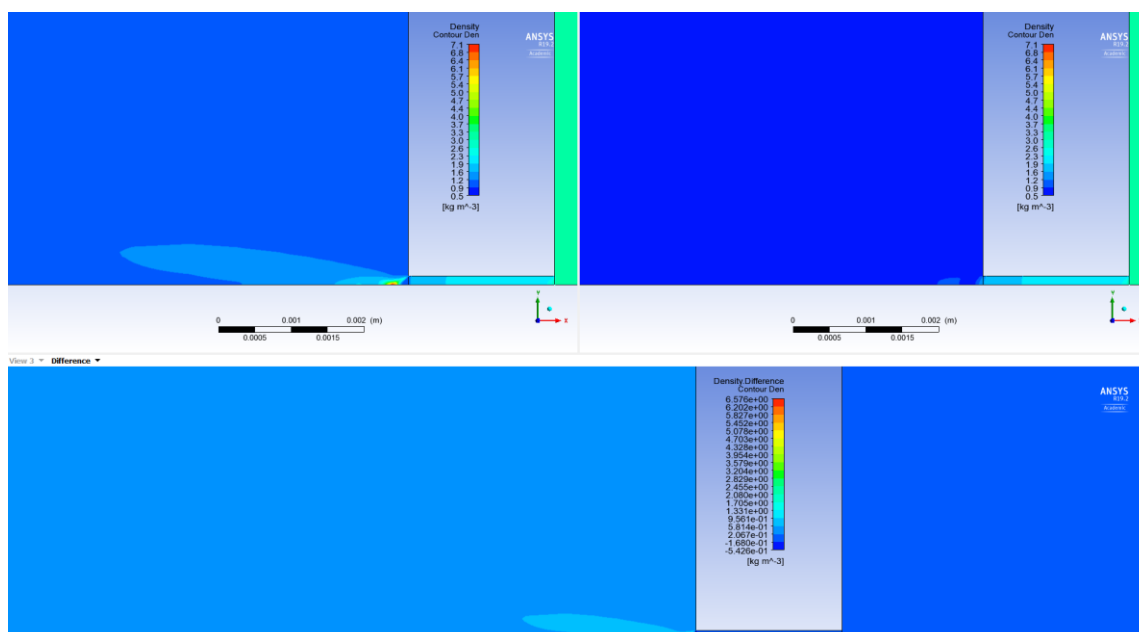 Density
Contour Den
7.1
6.8
6.4
6.1
5.7
5.4
5.0
4.7
4.4
4.0
3.7
3.3
3.0
2.6
2.3
1.9
1.6
1.2
0.9
0.5
[kg m^-3]
ANSYS
R19.2
Academic
0 0.001 0.002 (m)
0.0005 0.0015
Y
X
Density
Contour Den
7.1
6.8
6.4
6.1
5.7
5.4
5.0
4.7
4.4
4.0
3.7
3.3
3.0
2.6
2.3
1.9
1.6
1.2
0.9
0.5
[kg m^-3]
ANSYS
R19.2
Academic
0 0.001 0.002 (m)
0.0005 0.0015
Y
X
View 3 Difference
Density.Difference
Contour Den
6.576e+00
6.202e+00
5.827e+00
5.452e+00
5.078e+00
4.703e+00
4.328e+00
3.954e+00
3.579e+00
3.204e+00
2.829e+00
2.455e+00
2.080e+00
1.705e+00
1.331e+00
9.561e-01
5.814e-01
2.067e-01
-1.680e-01
-5.426e-01
[kg m^-3]
ANSYS
R19.2
Academic